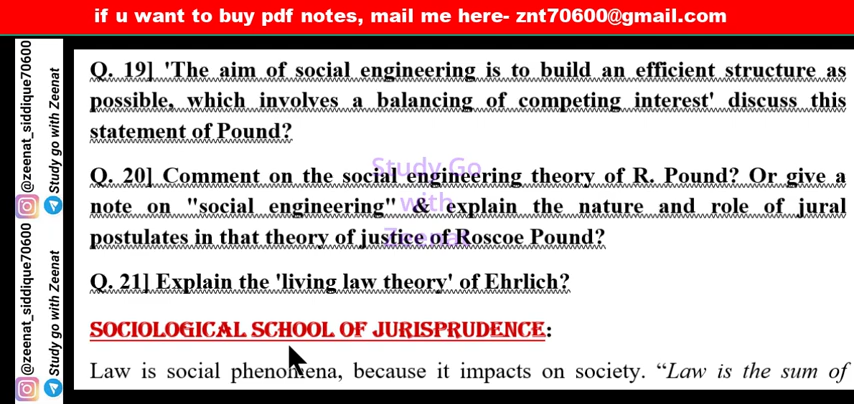 if u want to buy pdf notes, mail me here- znt70600@gmail.com
@zeenat_siddique70600
Study go with Zeenat
@zeenat_siddique70600
Study go with Zeenat
Q. 19] 'The aim of social engineering is to build an efficient structure as
possible, which involves a balancing of competing interest' discuss this
statement of Pound?
Study Go
with
Zeenat
Q. 20] Comment on the social engineering theory of R. Pound? Or give a
note on "social engineering" & explain the nature and role of jural
postulates in that theory of justice of Roscoe Pound?
Q. 21] Explain the 'living law theory' of Ehrlich?
SOCIOLOGICAL SCHOOL OF JURISPRUDENCE:
Law is social phenomena, because it impacts on society. “Law is the sum of